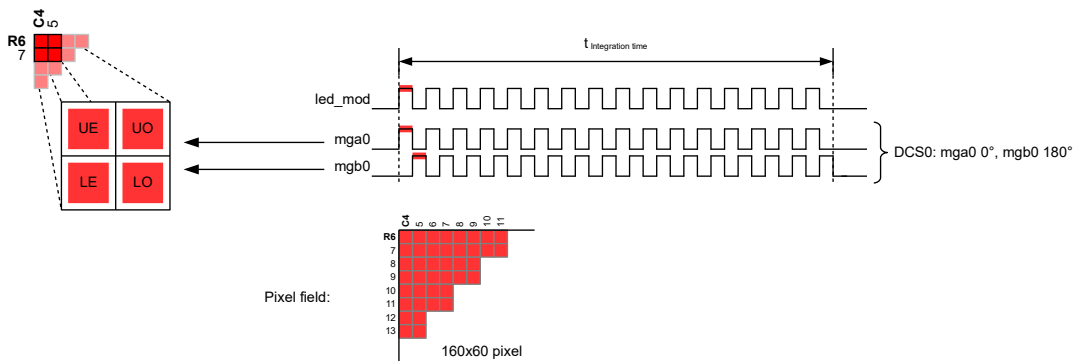 C4
5
R6
7
t Integration time
led_mod
UE UO
mga0
DCS0: mga0 0°, mgb0 180°
mgb0
LE LO
C4 5 6 7 8 9 10 11
R6
7
8
9
Pixel field:
10
11
12
13
160x60 pixel